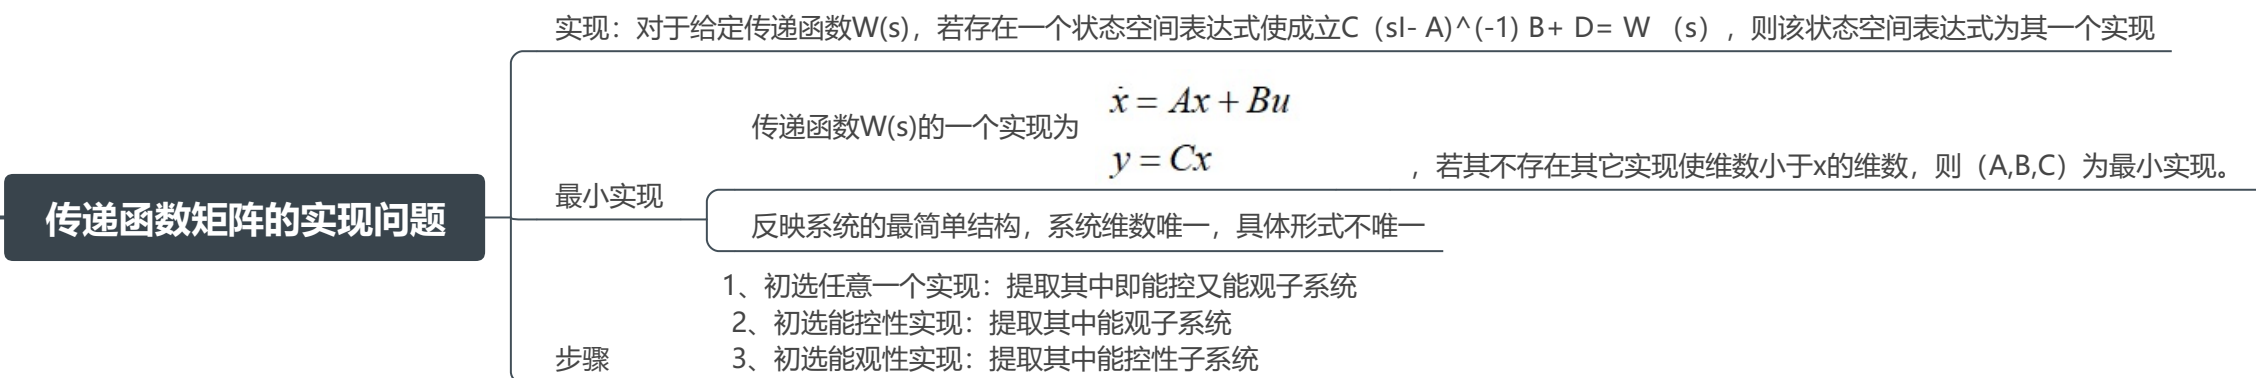 实现：对于给定传递函数W(s)，若存在一个状态空间表达式使成立C（sI- A)^(-1) B+ D= W （s），则该状态空间表达式为其一个实现
传递函数W(s)的一个实现为
ẋ = Ax + Bu
y = Cx
，若其不存在其它实现使维数小于x的维数，则（A,B,C）为最小实现。
最小实现
传递函数矩阵的实现问题
反映系统的最简单结构，系统维数唯一，具体形式不唯一
1、初选任意一个实现：提取其中即能控又能观子系统
2、初选能控性实现：提取其中能观子系统
步骤
3、初选能观性实现：提取其中能控性子系统